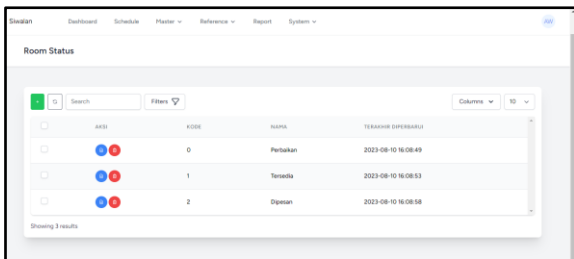 Siwalan Dashboard Schedule Master Reference Report System AW
Room Status
Search Filters Columns 10
AKSI KODE NAMA TERAKHIR DIPERBARUI
0 Perbaikan 2023-08-10 16:08:49
1 Tersedia 2023-08-10 16:08:53
2 Dipesan 2023-08-10 16:08:58
Showing 3 results